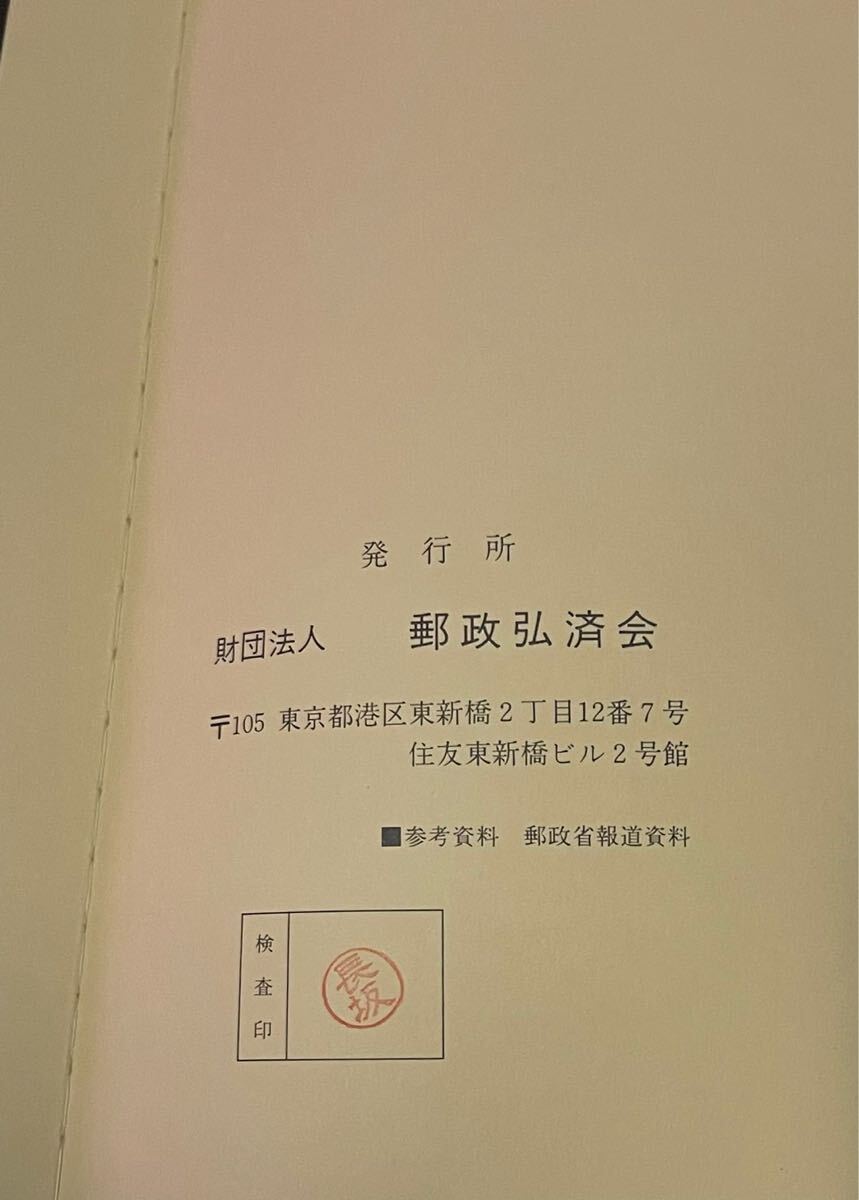 発行所
財団法人 郵政弘済会
〒105 東京都港区東新橋2丁目12番7号
住友東新橋ビル2号館
■参考資料 郵政省報道資料
検査印
長坂